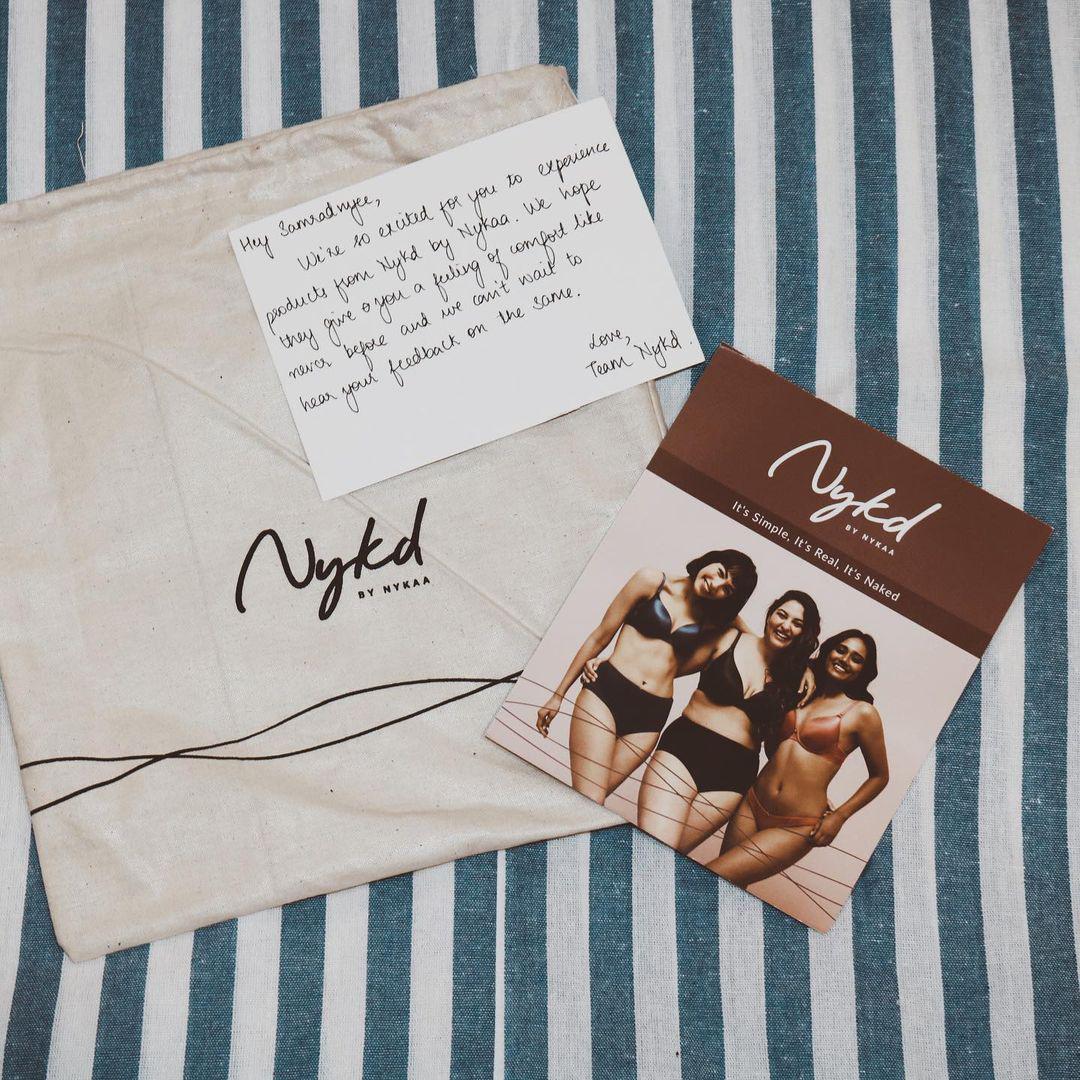 Hey Samradnyee,
We're so excited for you to experience
products from Nykd by Nykaa. We hope
they give you a feeling of comfort like
never before and we can't wait to
hear your feedback on the same.
Love,
Team Nykd
Nykd
BY NYKAA
Nykd
BY NYKAA
It's Simple, It's Real, It's Naked